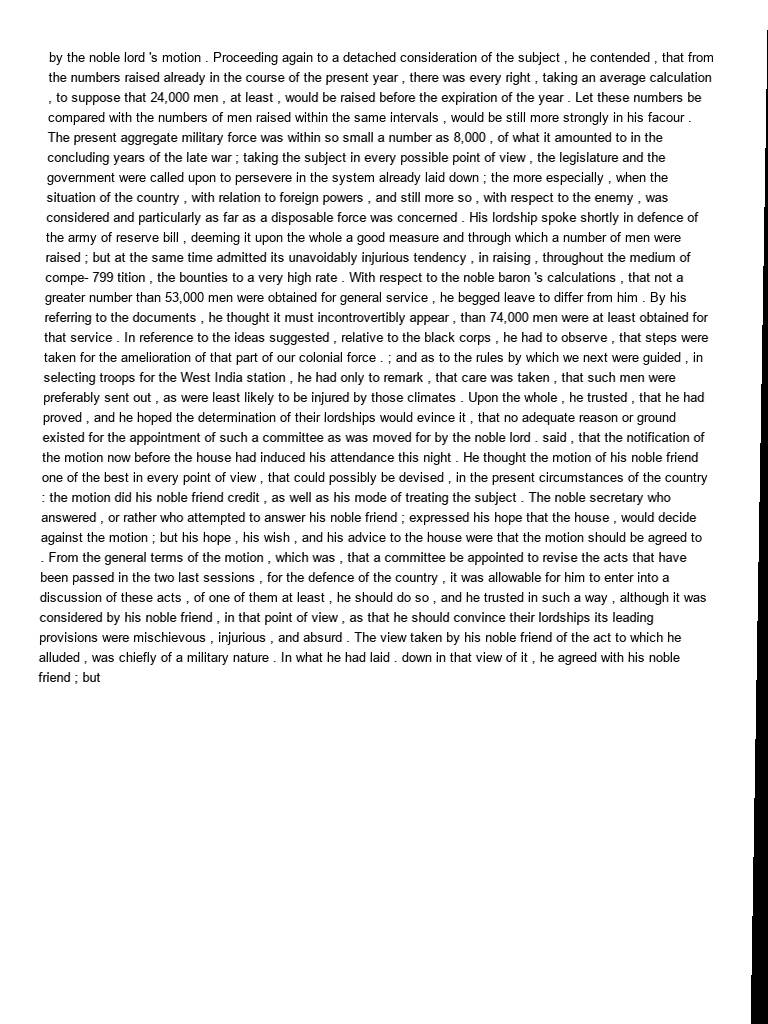 by the noble lord 's motion . Proceeding again to a detached consideration of the subject , he contended , that from
the numbers raised already in the course of the present year , there was every right , taking an average calculation
, to suppose that 24,000 men , at least , would be raised before the expiration of the year . Let these numbers be
compared with the numbers of men raised within the same intervals , would be still more strongly in his facour .
The present aggregate military force was within so small a number as 8,000 , of what it amounted to in the
concluding years of the late war ; taking the subject in every possible point of view , the legislature and the
government were called upon to persevere in the system already laid down ; the more especially , when the
situation of the country , with relation to foreign powers , and still more so , with respect to the enemy , was
considered and particularly as far as a disposable force was concerned . His lordship spoke shortly in defence of
the army of reserve bill , deeming it upon the whole a good measure and through which a number of men were
raised ; but at the same time admitted its unavoidably injurious tendency , in raising , throughout the medium of
compe- 799 tition , the bounties to a very high rate . With respect to the noble baron 's calculations , that not a
greater number than 53,000 men were obtained for general service , he begged leave to differ from him . By his
referring to the documents , he thought it must incontrovertibly appear , than 74,000 men were at least obtained for
that service . In reference to the ideas suggested , relative to the black corps , he had to observe , that steps were
taken for the amelioration of that part of our colonial force . ; and as to the rules by which we next were guided , in
selecting troops for the West India station , he had only to remark , that care was taken , that such men were
preferably sent out , as were least likely to be injured by those climates . Upon the whole , he trusted , that he had
proved , and he hoped the determination of their lordships would evince it , that no adequate reason or ground
existed for the appointment of such a committee as was moved for by the noble lord . said , that the notification of
the motion now before the house had induced his attendance this night . He thought the motion of his noble friend
one of the best in every point of view , that could possibly be devised , in the present circumstances of the country
: the motion did his noble friend credit , as well as his mode of treating the subject . The noble secretary who
answered , or rather who attempted to answer his noble friend ; expressed his hope that the house , would decide
against the motion ; but his hope , his wish , and his advice to the house were that the motion should be agreed to
. From the general terms of the motion , which was , that a committee be appointed to revise the acts that have
been passed in the two last sessions , for the defence of the country , it was allowable for him to enter into a
discussion of these acts , of one of them at least , he should do so , and he trusted in such a way , although it was
considered by his noble friend , in that point of view , as that he should convince their lordships its leading
provisions were mischievous , injurious , and absurd . The view taken by his noble friend of the act to which he
alluded , was chiefly of a military nature . In what he had laid . down in that view of it , he agreed with his noble
friend ; but